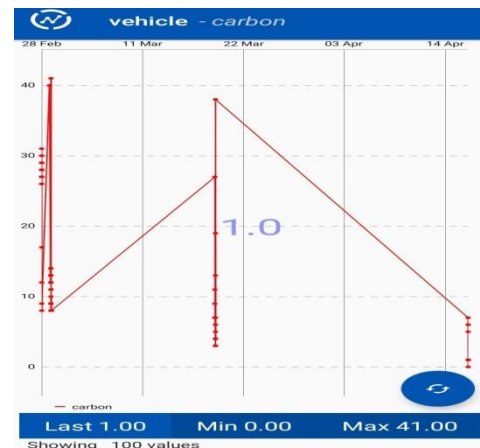 vehicle - carbon
28 Feb 11 Mar 22 Mar 03 Apr 14 Apr
40
30
20
1.0
10
0
carbon
Last 1.00 Min 0.00 Max 41.00
Showing 100 values